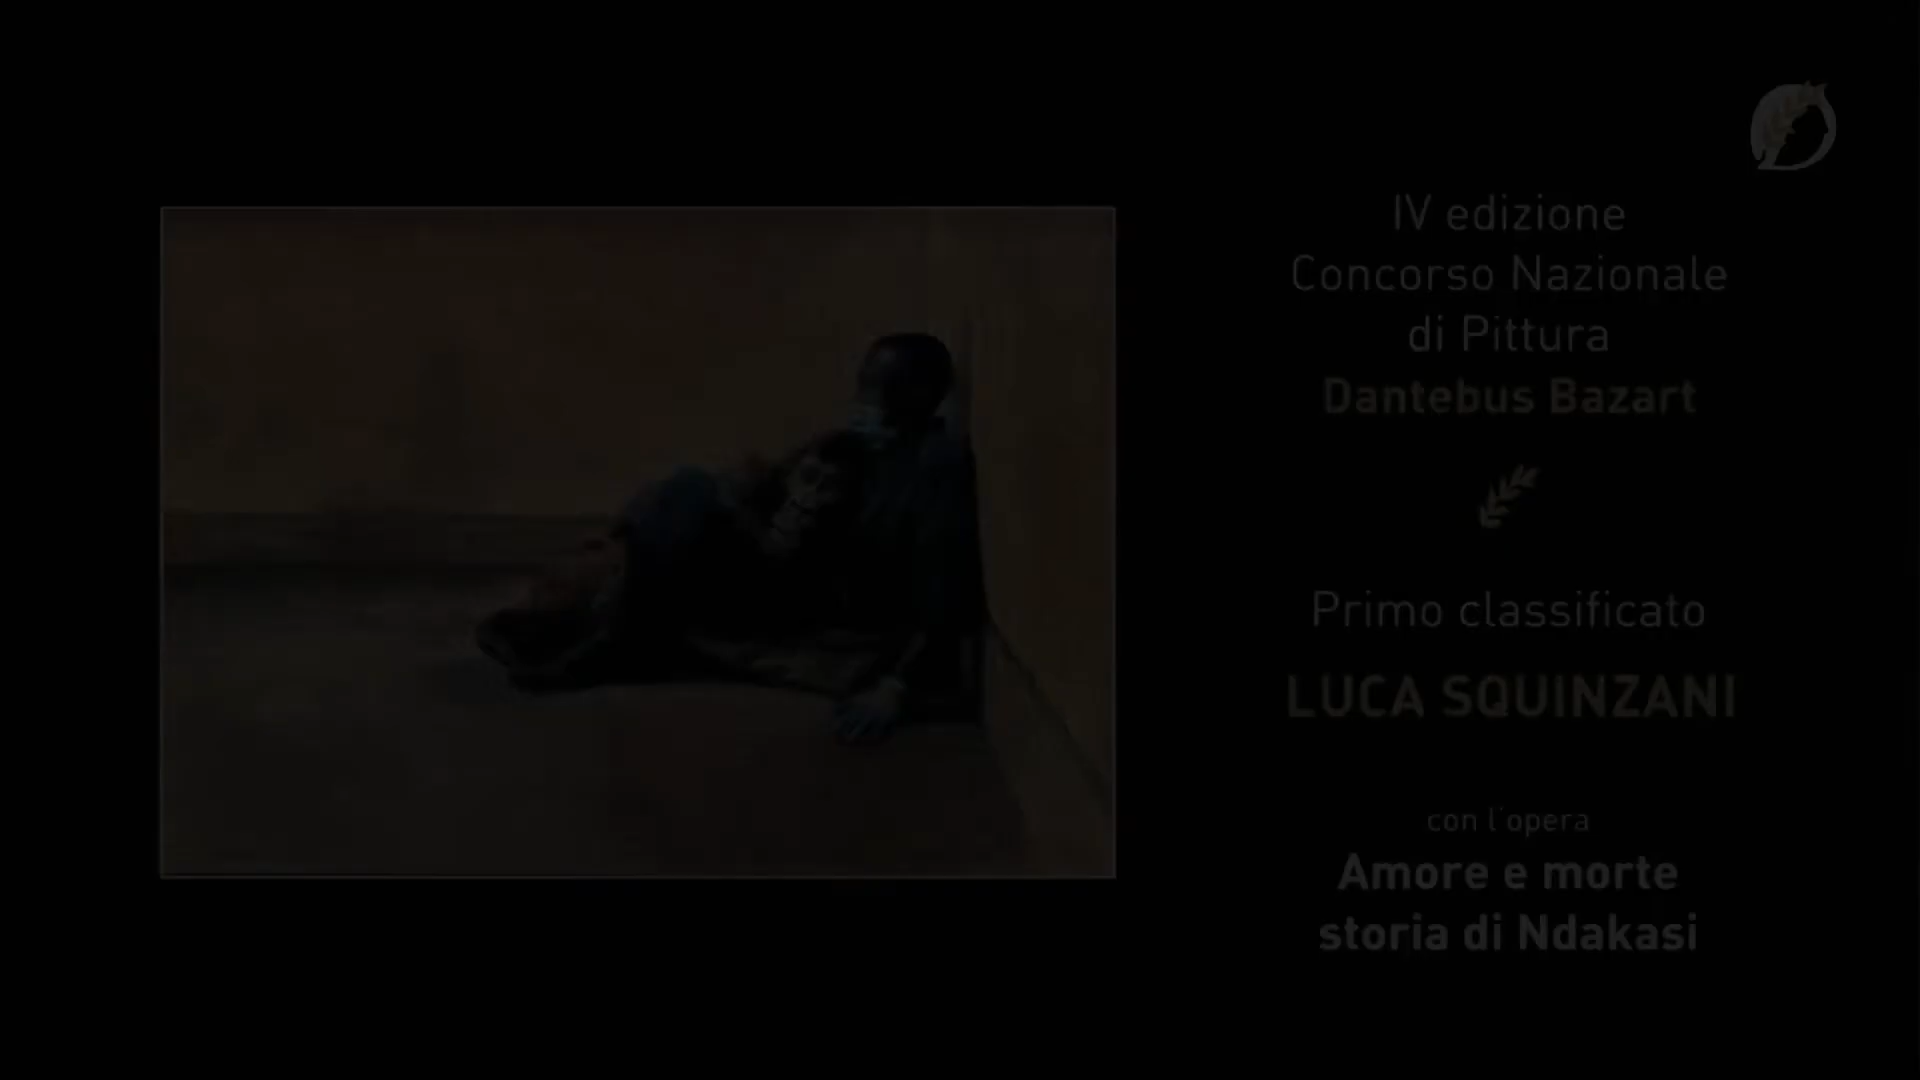 IV edizione
Concorso Nazionale
di Pittura
Dantebus Bazart
Primo classificato
LUCA SQUINZANI
con l'opera
Amore e morte
storia di Ndakasi